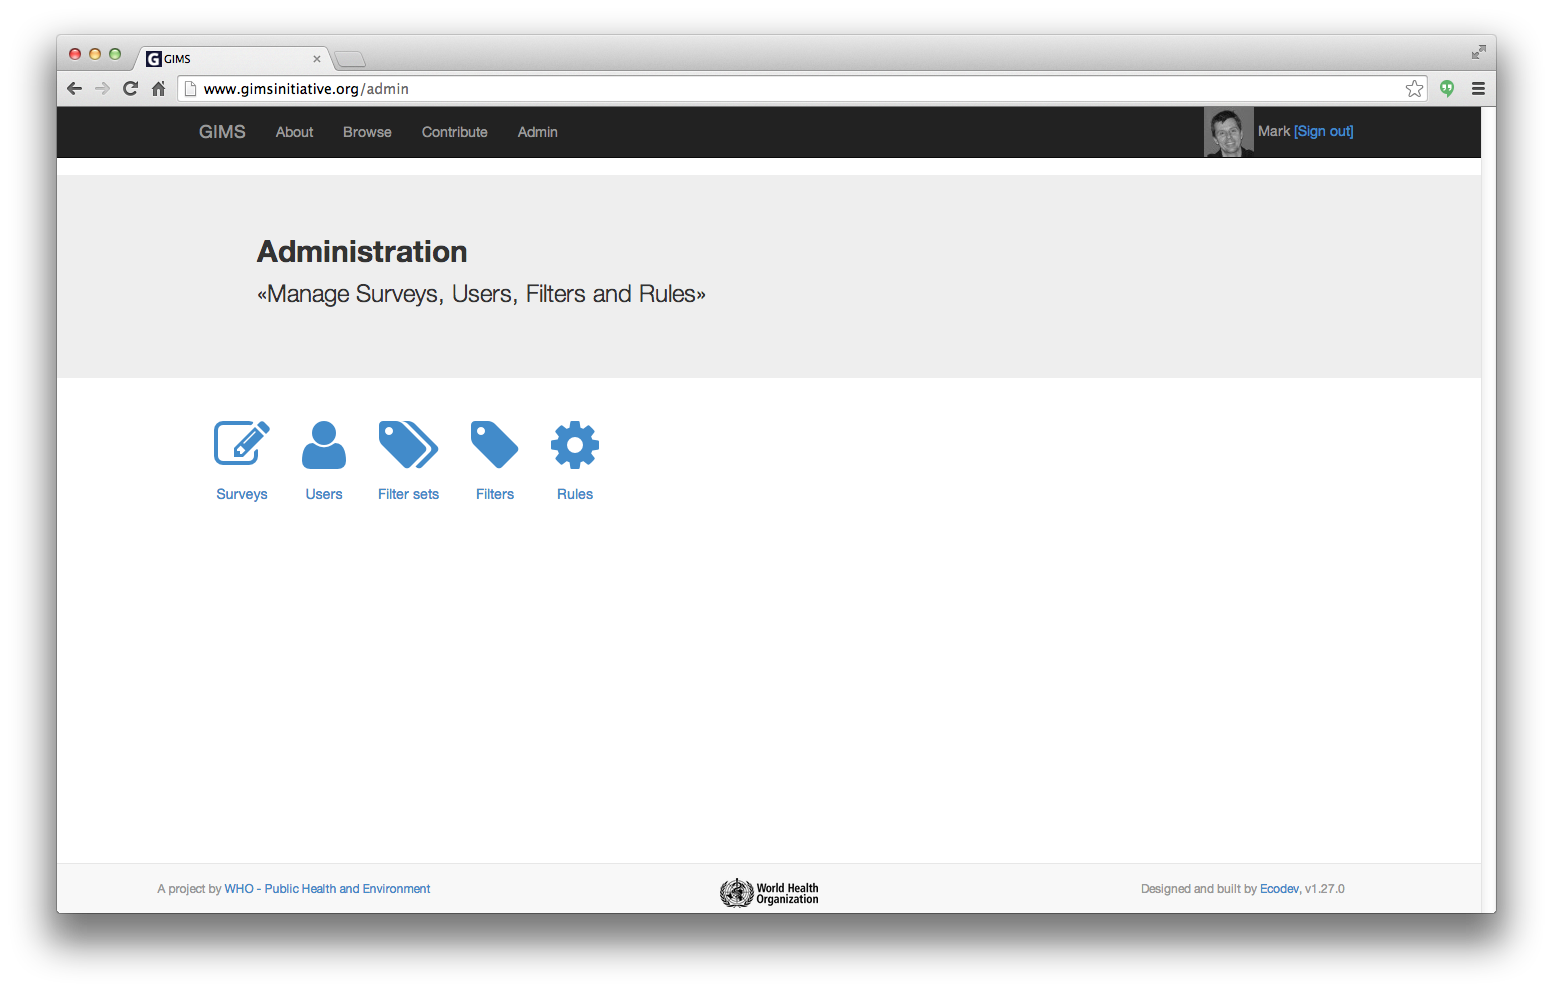 GIMS
www.gimsinitiative.org/admin
GIMS About Browse Contribute Admin Mark [Sign out]
Administration
«Manage Surveys, Users, Filters and Rules»
Surveys Users Filter sets Filters Rules
A project by WHO - Public Health and Environment
World Health
Organization
Designed and built by Ecodev, v1.27.0